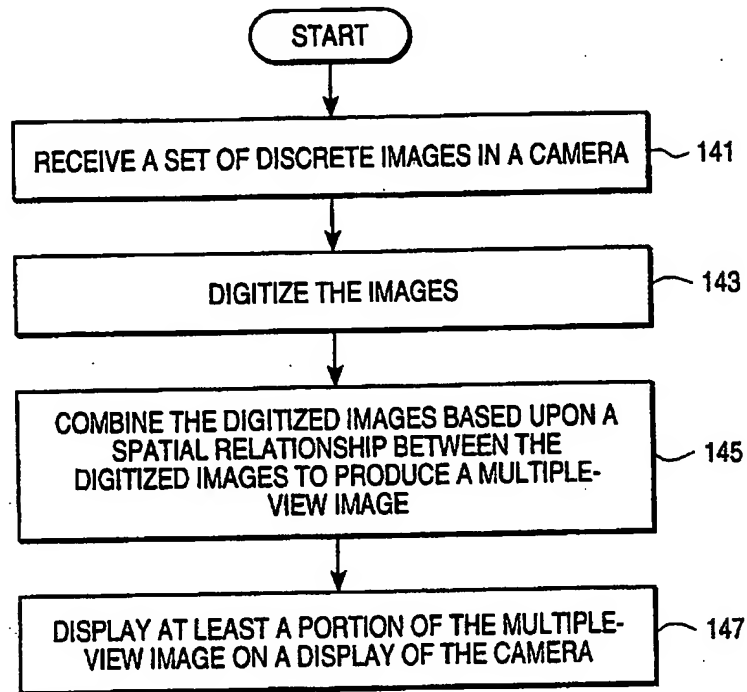 START
RECEIVE A SET OF DISCRETE IMAGES IN A CAMERA
141
DIGITIZE THE IMAGES
143
COMBINE THE DIGITIZED IMAGES BASED UPON A
SPATIAL RELATIONSHIP BETWEEN THE
DIGITIZED IMAGES TO PRODUCE A MULTIPLE-
VIEW IMAGE
145
DISPLAY AT LEAST A PORTION OF THE MULTIPLE-
VIEW IMAGE ON A DISPLAY OF THE CAMERA
147